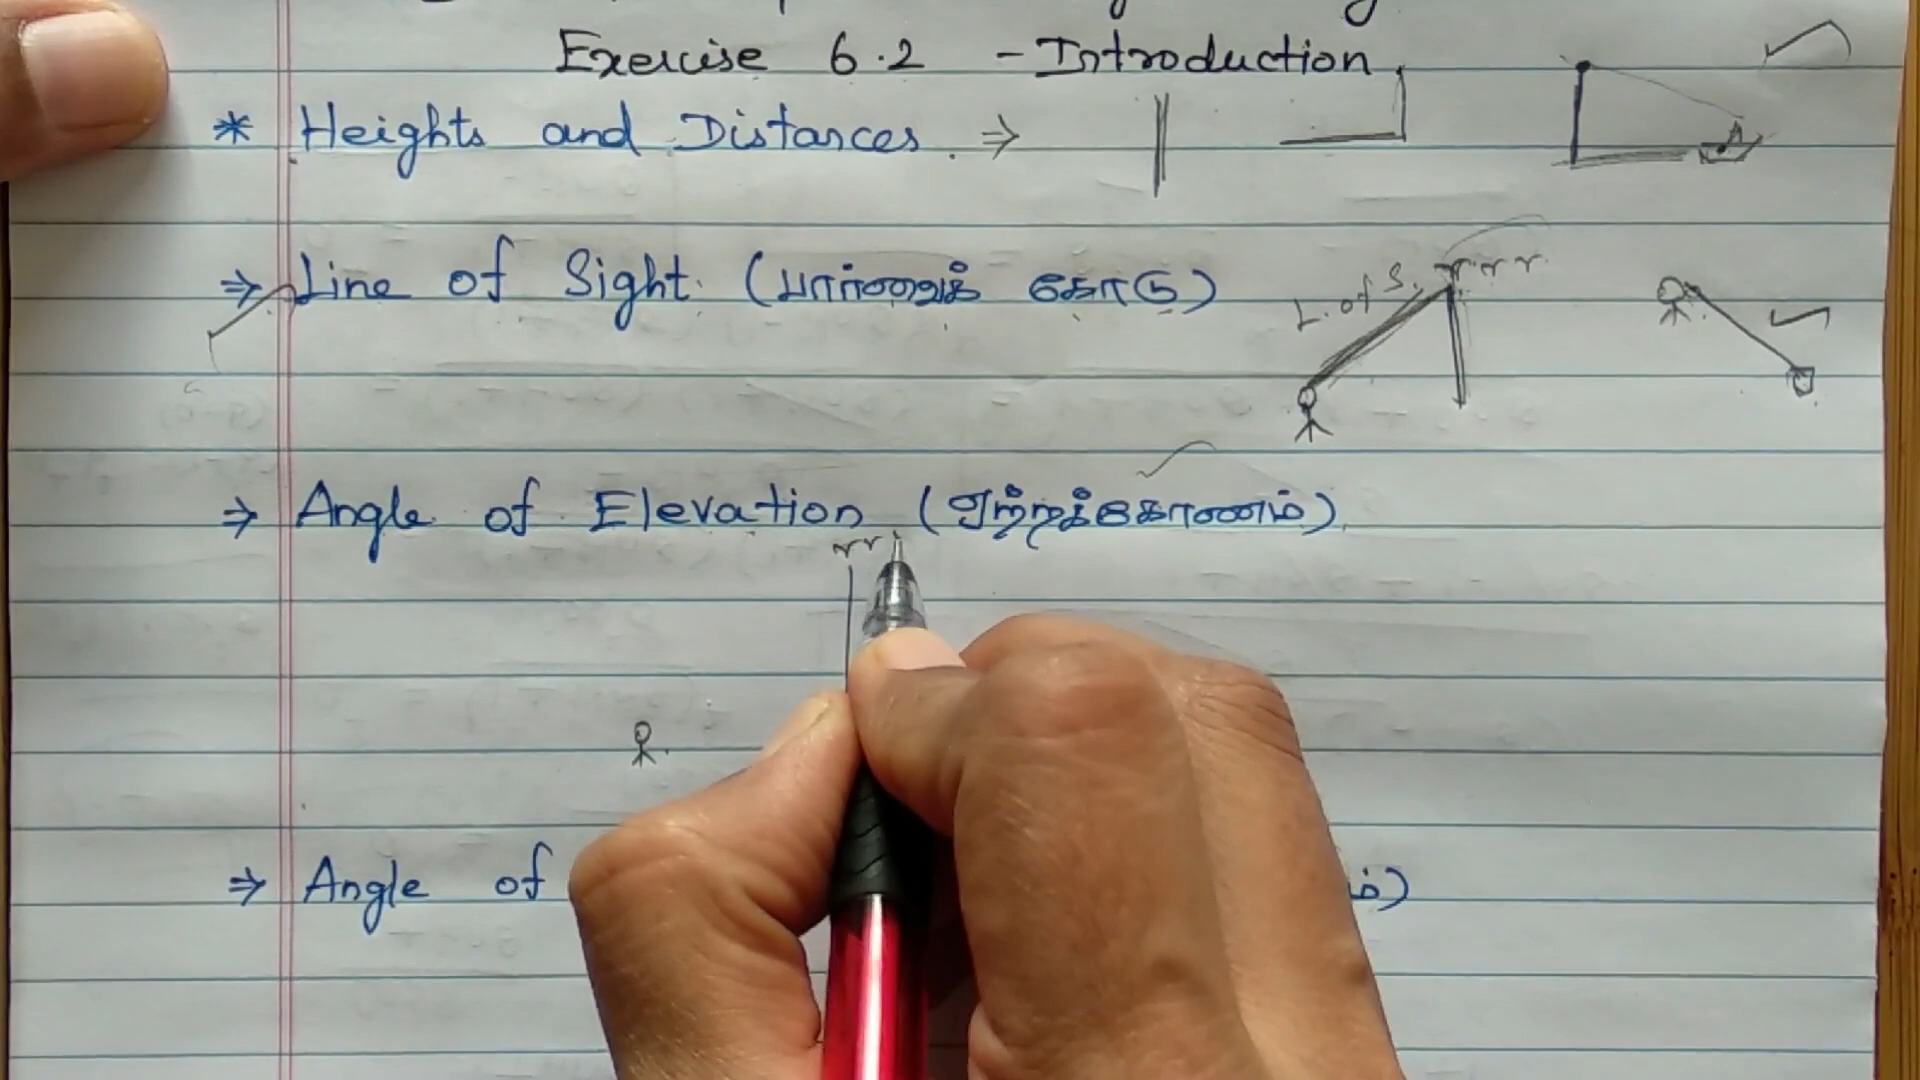 Exercise 6.2 - Introduction
* Heights and Distances. ⇒
⇒ Line of Sight. (பார்வைக் கோடு)
L. of S.
⇒ Angle of Elevation (ஏற்றக்கோணம்).
⇒ Angle of